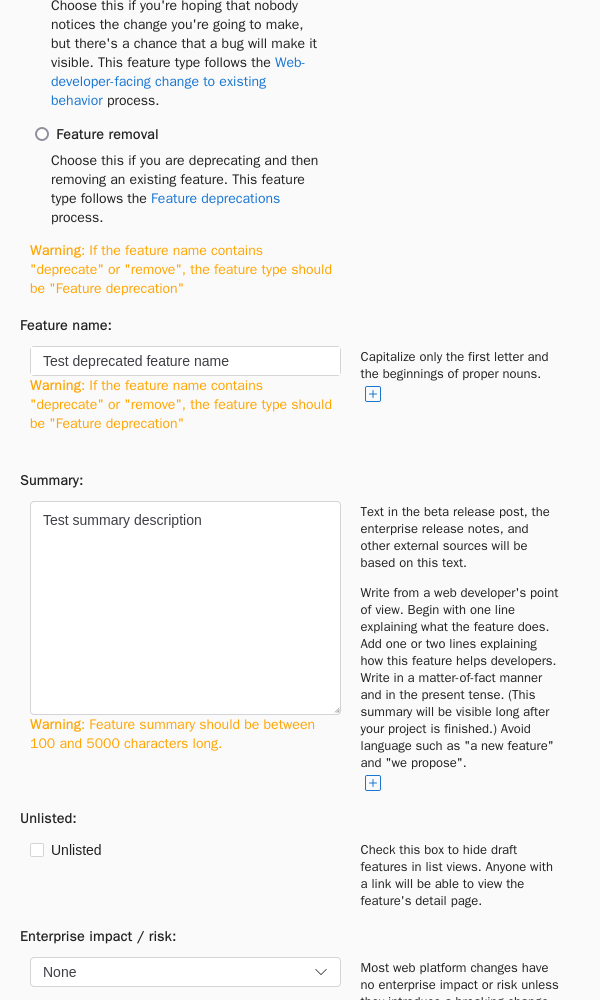 Choose this if you're hoping that nobody
notices the change you're going to make,
but there's a chance that a bug will make it
visible. This feature type follows the Web-
developer-facing change to existing
behavior process.
Feature removal
Choose this if you are deprecating and then
removing an existing feature. This feature
type follows the Feature deprecations
process.
Warning: If the feature name contains
"deprecate" or "remove", the feature type should
be "Feature deprecation"
Feature name:
Test deprecated feature name
Capitalize only the first letter and
the beginnings of proper nouns.
Warning: If the feature name contains
"deprecate" or "remove", the feature type should
be "Feature deprecation"
Summary:
Test summary description
Text in the beta release post, the
enterprise release notes, and
other external sources will be
based on this text.
Write from a web developer's point
of view. Begin with one line
explaining what the feature does.
Add one or two lines explaining
how this feature helps developers.
Write in a matter-of-fact manner
and in the present tense. (This
summary will be visible long after
your project is finished.) Avoid
language such as "a new feature"
and "we propose".
Warning: Feature summary should be between
100 and 5000 characters long.
Unlisted:
Unlisted
Check this box to hide draft
features in list views. Anyone with
a link will be able to view the
feature's detail page.
Enterprise impact / risk:
None
Most web platform changes have
no enterprise impact or risk unless
they introduce a breaking change